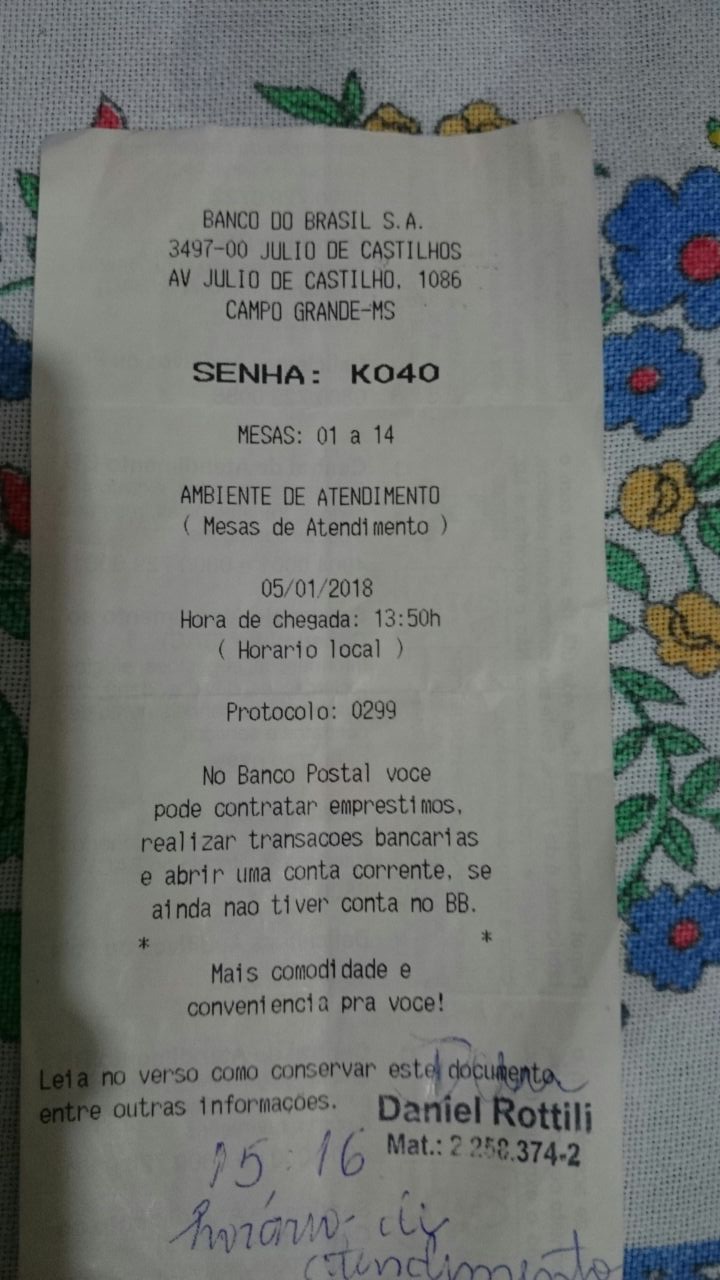 BANCO DO BRASIL S.A.
3497-00 JULIO DE CASTILHOS
AV JULIO DE CASTILHO, 1086
CAMPO GRANDE-MS
SENHA: K040
MESAS: 01 a 14
AMBIENTE DE ATENDIMENTO
( Mesas de Atendimento )
05/01/2018
Hora de chegada: 13:50h
( Horario local )
Protocolo: 0299
No Banco Postal voce
pode contratar emprestimos,
realizar transacoes bancarias
e abrir uma conta corrente, se
ainda nao tiver conta no BB.
* *
Mais comodidade e
conveniencia pra voce!
Leia no verso como conservar este documento
entre outras informações.
Daniel Rottili
Mat.: 2.258.374-2
15:16
horário de
atendimento